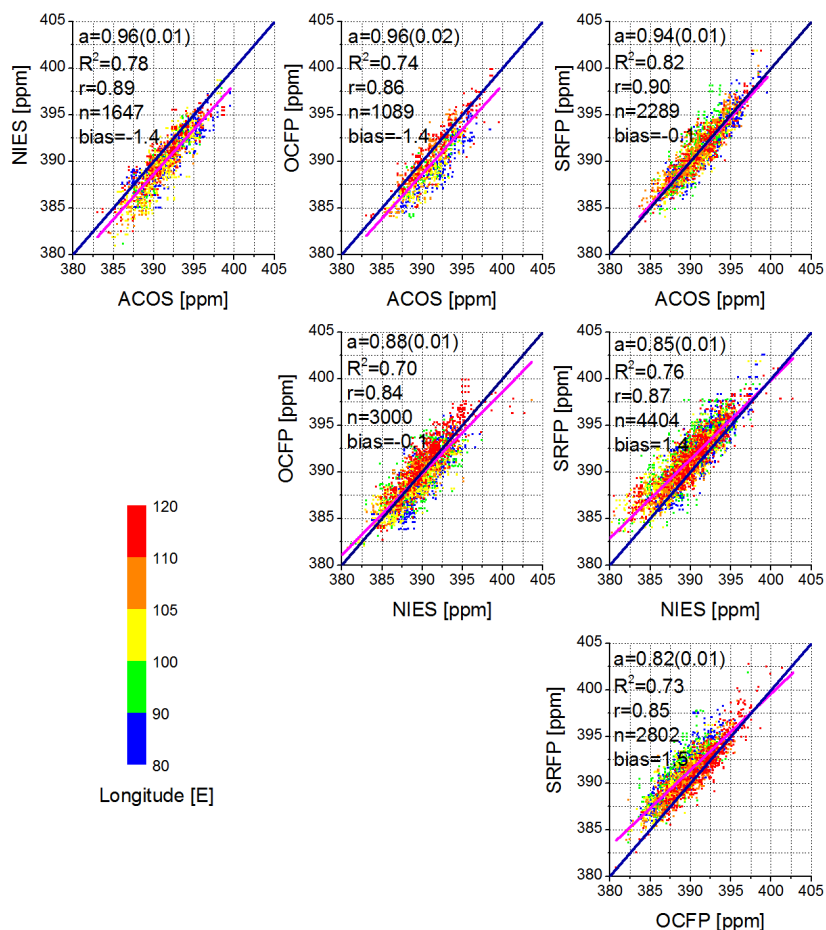 405
400
395
390
385
380
NIES [ppm]
a=0.96(0.01)
R²=0.78
r=0.89
n=1647
bias=-1.4
380 385 390 395 400 405
ACOS [ppm]
405
400
395
390
385
380
OCFP [ppm]
a=0.96(0.02)
R²=0.74
r=0.86
n=1089
bias=-1.4
380 385 390 395 400 405
ACOS [ppm]
405
400
395
390
385
380
SRFP [ppm]
a=0.94(0.01)
R²=0.82
r=0.90
n=2289
bias=-0.1
380 385 390 395 400 405
ACOS [ppm]
405
400
395
390
385
380
OCFP [ppm]
a=0.88(0.01)
R²=0.70
r=0.84
n=3000
bias=-0.1
380 385 390 395 400 405
NIES [ppm]
405
400
395
390
385
380
SRFP [ppm]
a=0.85(0.01)
R²=0.76
r=0.87
n=4404
bias=1.4
380 385 390 395 400 405
NIES [ppm]
120
110
105
100
90
80
Longitude [E]
405
400
395
390
385
380
SRFP [ppm]
a=0.82(0.01)
R²=0.73
r=0.85
n=2802
bias=1.5
380 385 390 395 400 405
OCFP [ppm]